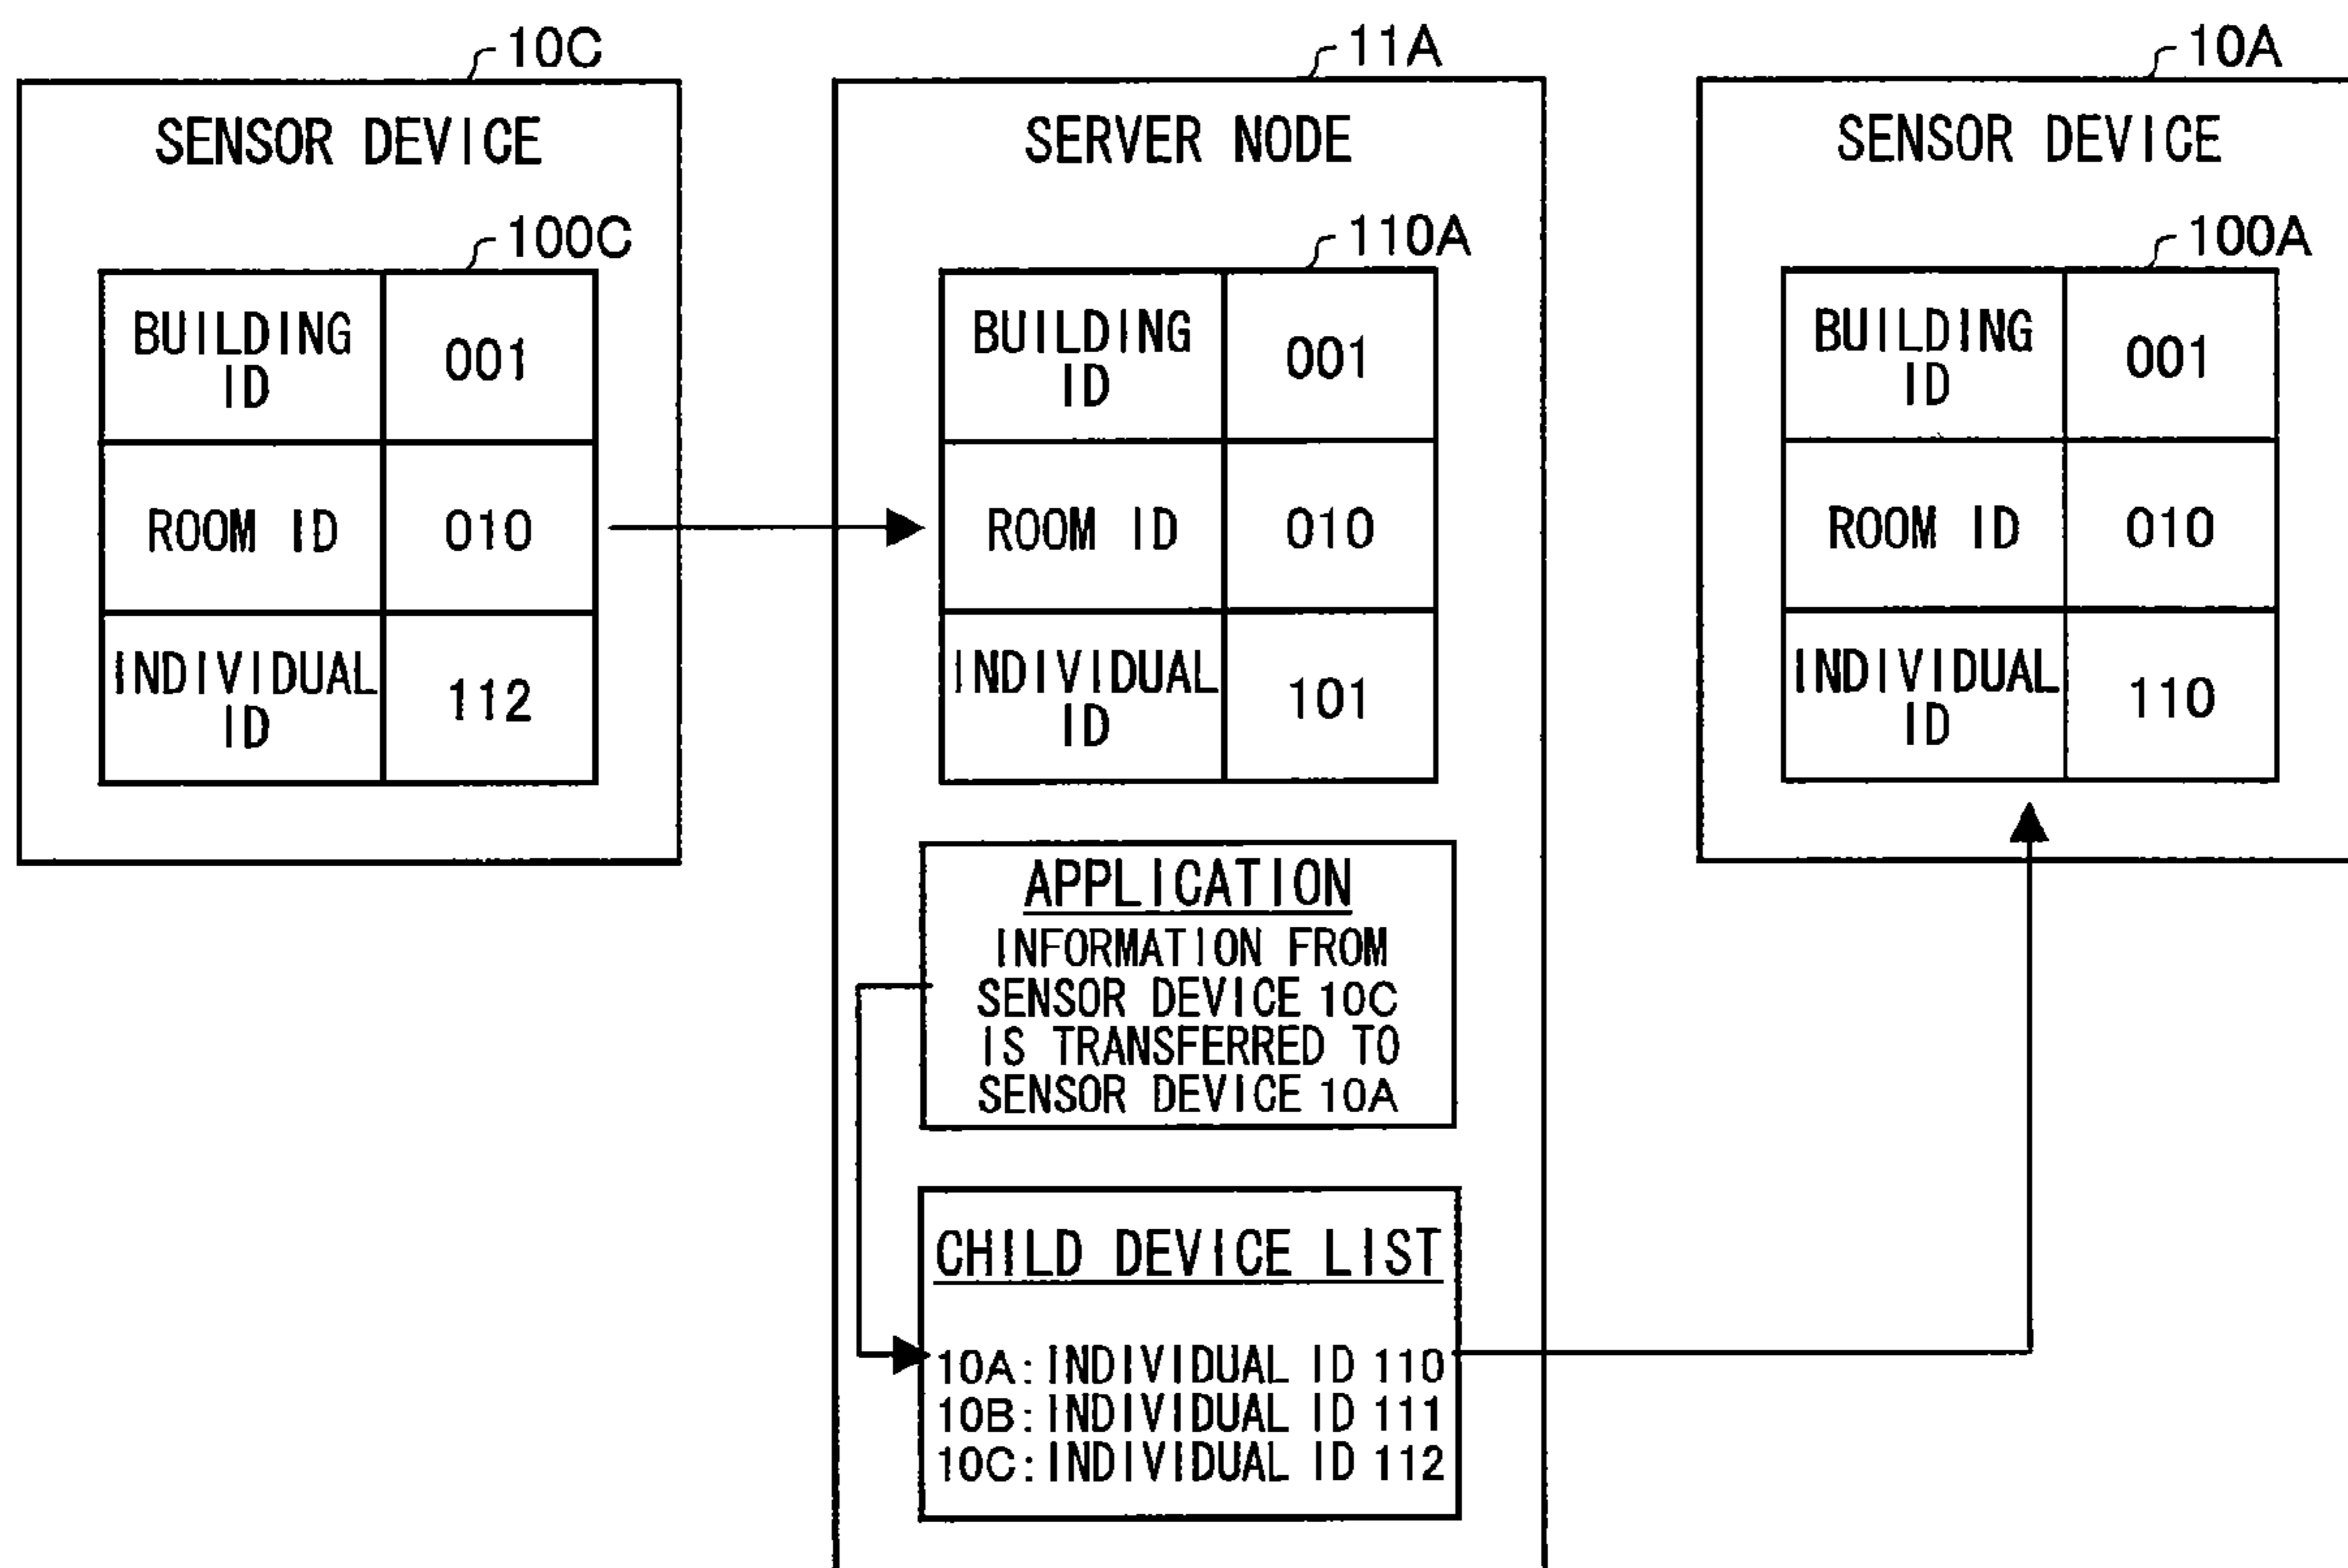 10C
SENSOR DEVICE
100C
BUILDING
ID
001
ROOM ID
010
INDIVIDUAL
ID
112
11A
SERVER NODE
110A
BUILDING
ID
001
ROOM ID
010
INDIVIDUAL
ID
101
APPLICATION
INFORMATION FROM
SENSOR DEVICE 10C
IS TRANSFERRED TO
SENSOR DEVICE 10A
CHILD DEVICE LIST
10A: INDIVIDUAL ID 110
10B: INDIVIDUAL ID 111
10C: INDIVIDUAL ID 112
10A
SENSOR DEVICE
100A
BUILDING
ID
001
ROOM ID
010
INDIVIDUAL
ID
110